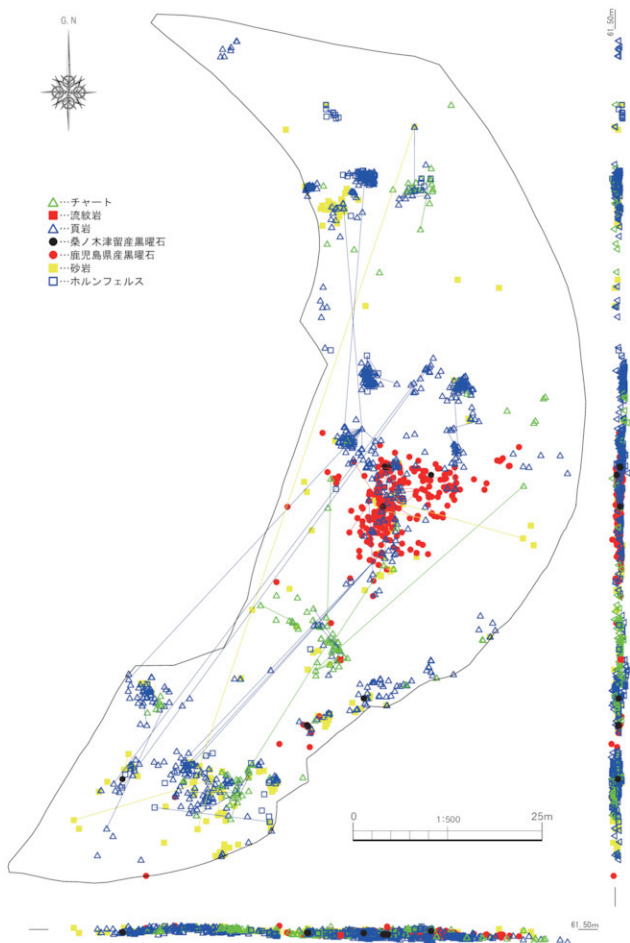 G.N
61.50m
△…チャート
■…流紋岩
△…頁岩
●…桑ノ木津留産黒曜石
●…鹿児島県産黒曜石
■…砂岩
□…ホルンフェルス
0
1:500
25m
61.50m